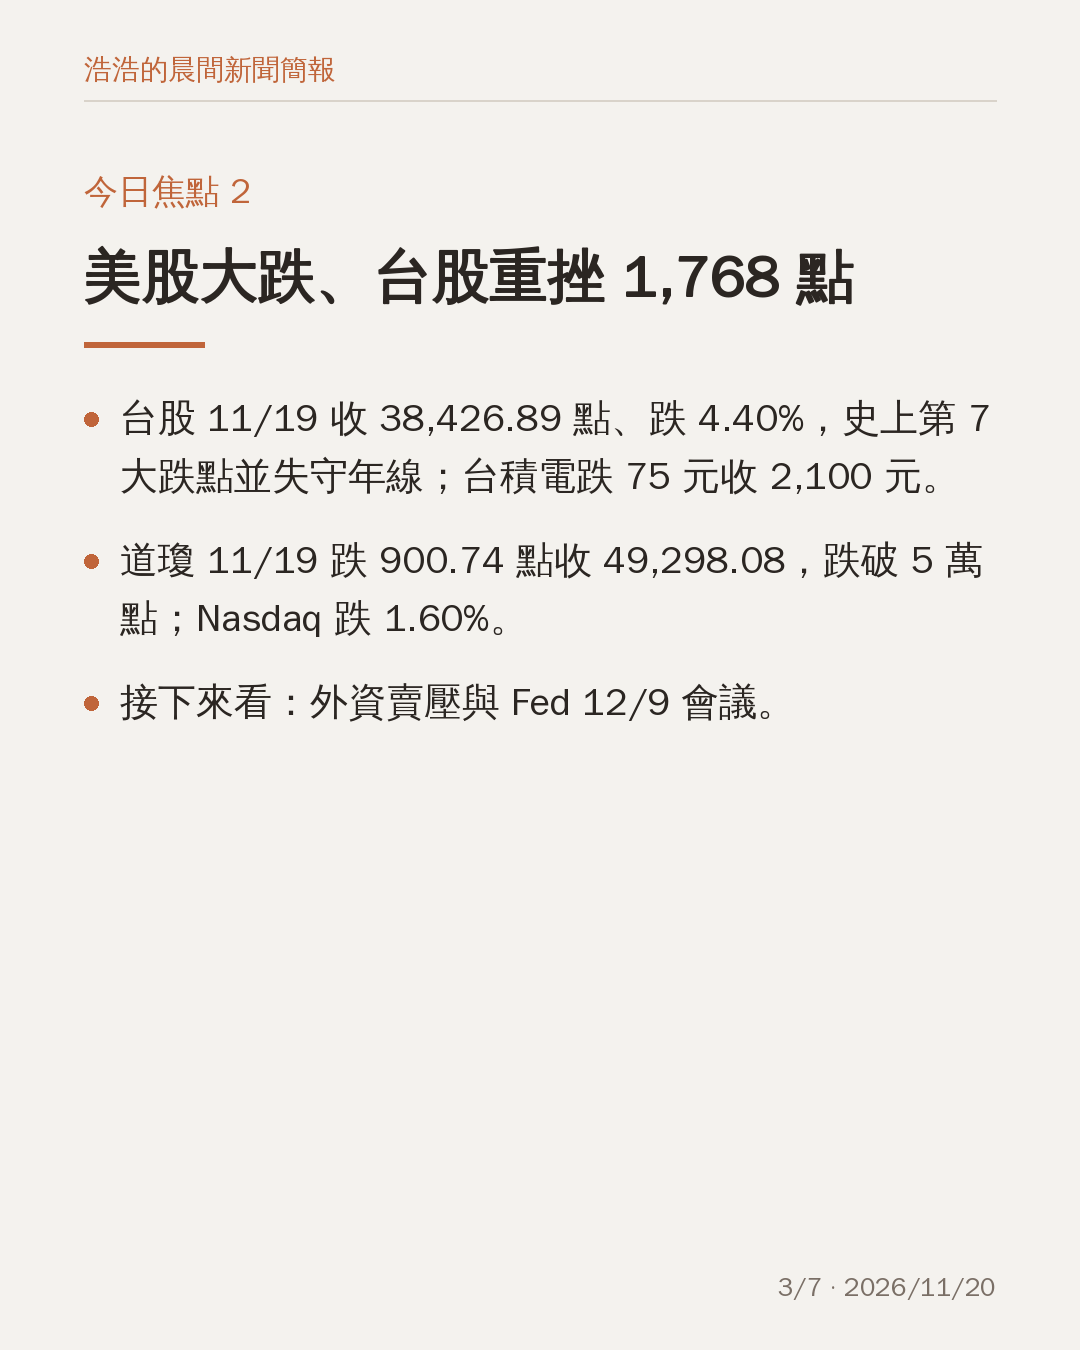 浩浩的晨間新聞簡報
今日焦點 2
美股大跌、台股重挫 1,768 點
台股 11/19 收 38,426.89 點、跌 4.40%，史上第 7
大跌點並失守年線；台積電跌 75 元收 2,100 元。
道瓊 11/19 跌 900.74 點收 49,298.08，跌破 5 萬
點；Nasdaq 跌 1.60%。
接下來看：外資賣壓與 Fed 12/9 會議。
3/7 · 2026/11/20